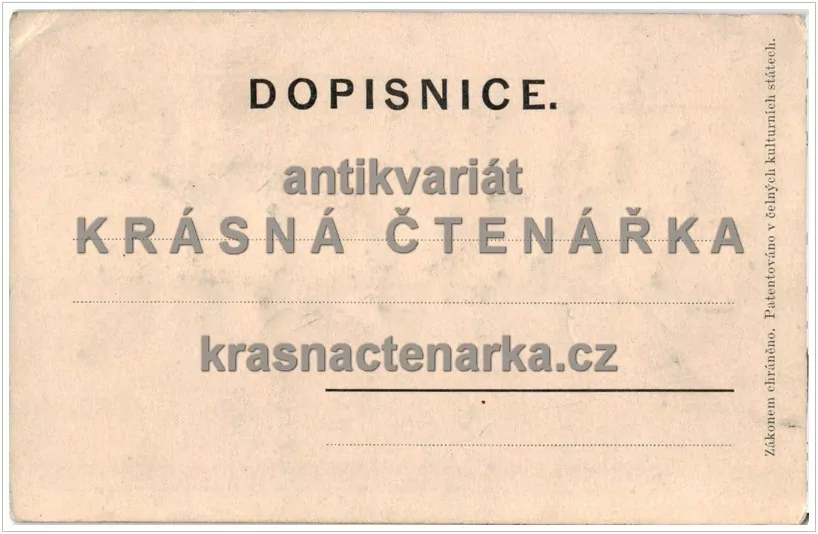 DOPISNICE.
antikvariát
KRÁSNÁ ČTENÁŘKA
krasnactenarka.cz
Zákonem chráněno. Patentováno v čelných kulturních státech.